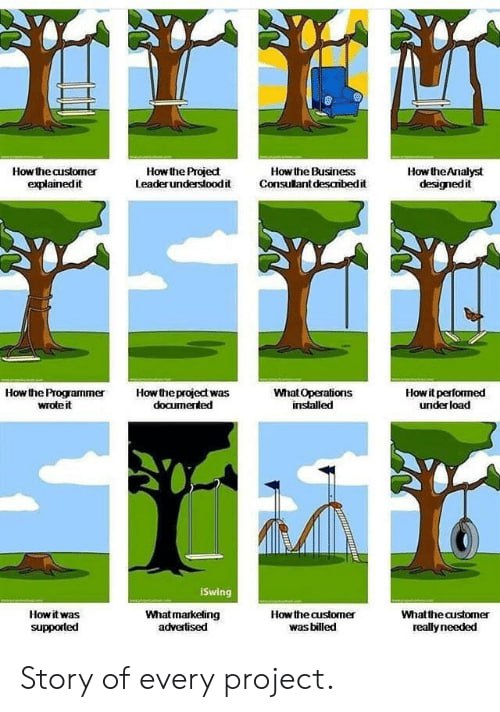 How the customer
explained it
How the Project
Leader understood it
How the Business
Consultant described it
How the Analyst
designed it
How the Programmer
wrote it
How the project was
documented
What Operations
installed
How it performed
under load
iSwing
How it was
supported
What marketing
advertised
How the customer
was billed
What the customer
really needed
Story of every project.